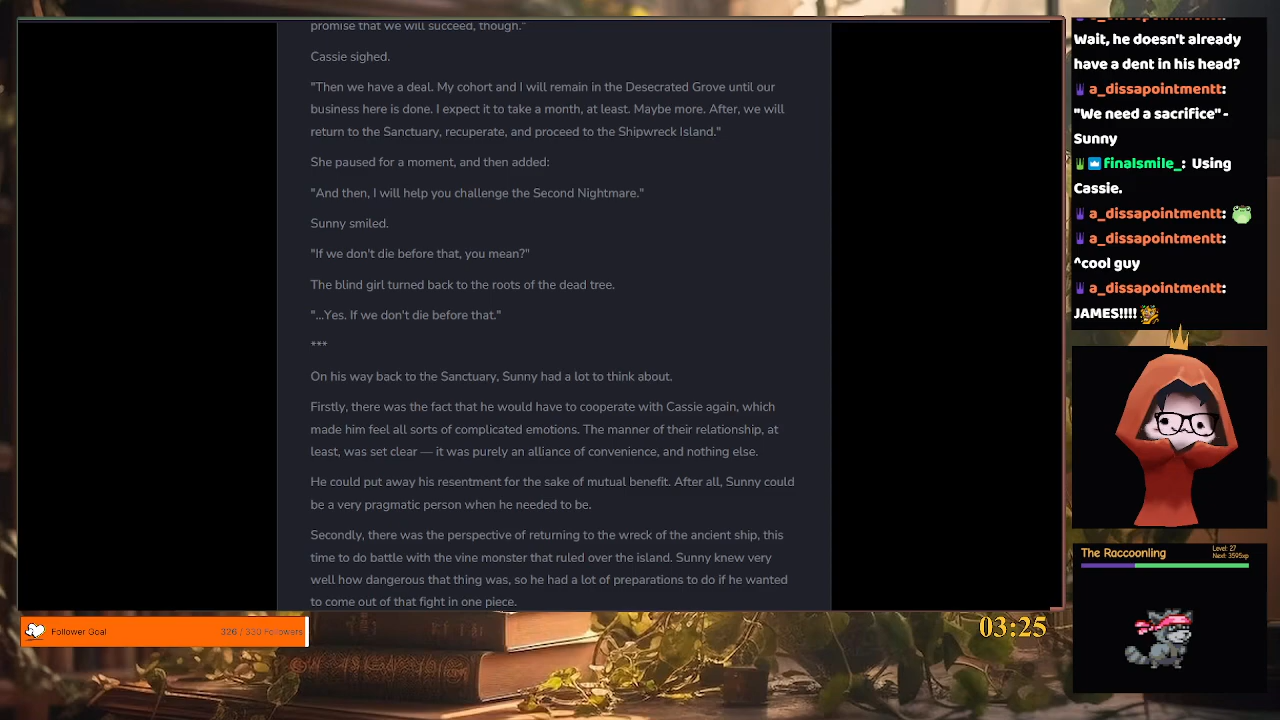 promise that we will succeed, though."
Cassie sighed.
"Then we have a deal. My cohort and I will remain in the Desecrated Grove until our
business here is done. I expect it to take a month, at least. Maybe more. After, we will
return to the Sanctuary, recuperate, and proceed to the Shipwreck Island."
She paused for a moment, and then added:
"And then, I will help you challenge the Second Nightmare."
Sunny smiled.
"If we don't die before that, you mean?"
The blind girl turned back to the roots of the dead tree.
"...Yes. If we don't die before that."
***
On his way back to the Sanctuary, Sunny had a lot to think about.
Firstly, there was the fact that he would have to cooperate with Cassie again, which
made him feel all sorts of complicated emotions. The manner of their relationship, at
least, was set clear — it was purely an alliance of convenience, and nothing else.
He could put away his resentment for the sake of mutual benefit. After all, Sunny could
be a very pragmatic person when he needed to be.
Secondly, there was the perspective of returning to the wreck of the ancient ship, this
time to do battle with the vine monster that ruled over the island. Sunny knew very
well how dangerous that thing was, so he had a lot of preparations to do if he wanted
to come out of that fight in one piece.
a_dissapointmentt:
Wait, he doesn't already
have a dent in his head?
a_dissapointmentt:
"We need a sacrifice" -
Sunny
finalsmile_: Using
Cassie.
a_dissapointmentt:
a_dissapointmentt:
^cool guy
a_dissapointmentt:
JAMES!!!!
The Raccoonling
Level: 27
Next: 3595xp
Follower Goal
326 / 330 Followers
03:25